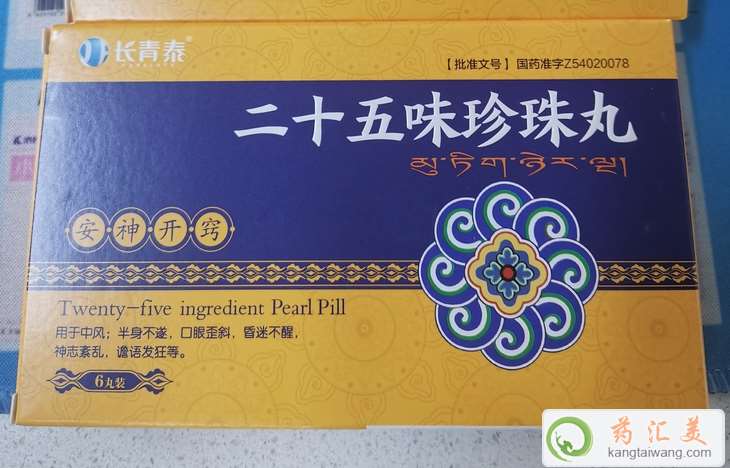 长青泰
【批准文号】国药准字Z54020078
二十五味珍珠丸
མུ་ཏིག་ཉེར་ལྔ།
安神开窍
Twenty-five ingredient Pearl Pill
用于中风；半身不遂，口眼歪斜，昏迷不醒，
神志紊乱，谵语发狂等。
6丸装
药汇美
kangtaiwang.com